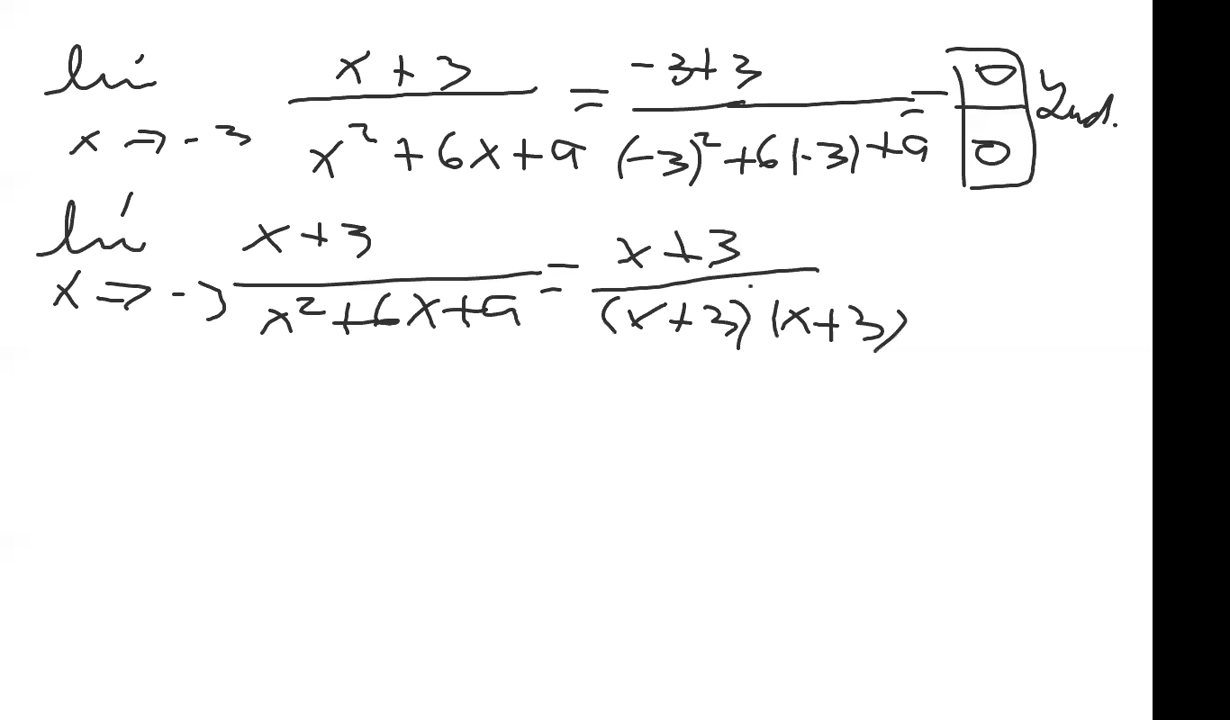 lim x => -3 (x + 3)/(x² + 6x + 9) = (-3 + 3)/((-3)² + 6(-3) + 9) = 0/0 Ind.
lim x => -3 (x + 3)/(x² + 6x + 9) = (x + 3)/((x + 3)(x + 3))